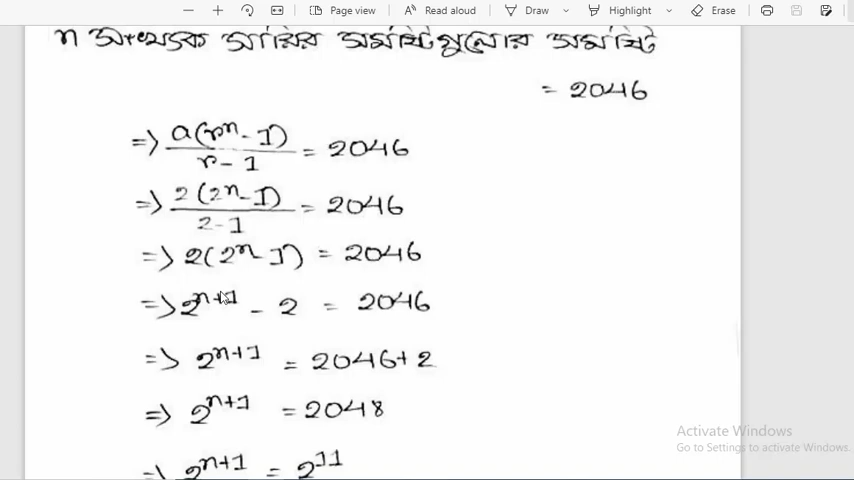 Page view Read aloud Draw Highlight Erase
n সংখ্যক সারির সমষ্টিগুলোর সমষ্টি
= 2046
=> a(rⁿ - 1) / r - 1 = 2046
=> 2(2ⁿ - 1) / 2 - 1 = 2046
=> 2(2ⁿ - 1) = 2046
=> 2ⁿ⁺¹ - 2 = 2046
=> 2ⁿ⁺¹ = 2046+2
=> 2ⁿ⁺¹ = 2048
=> 2ⁿ⁺¹ = 2¹¹
Activate Windows
Go to Settings to activate Windows.